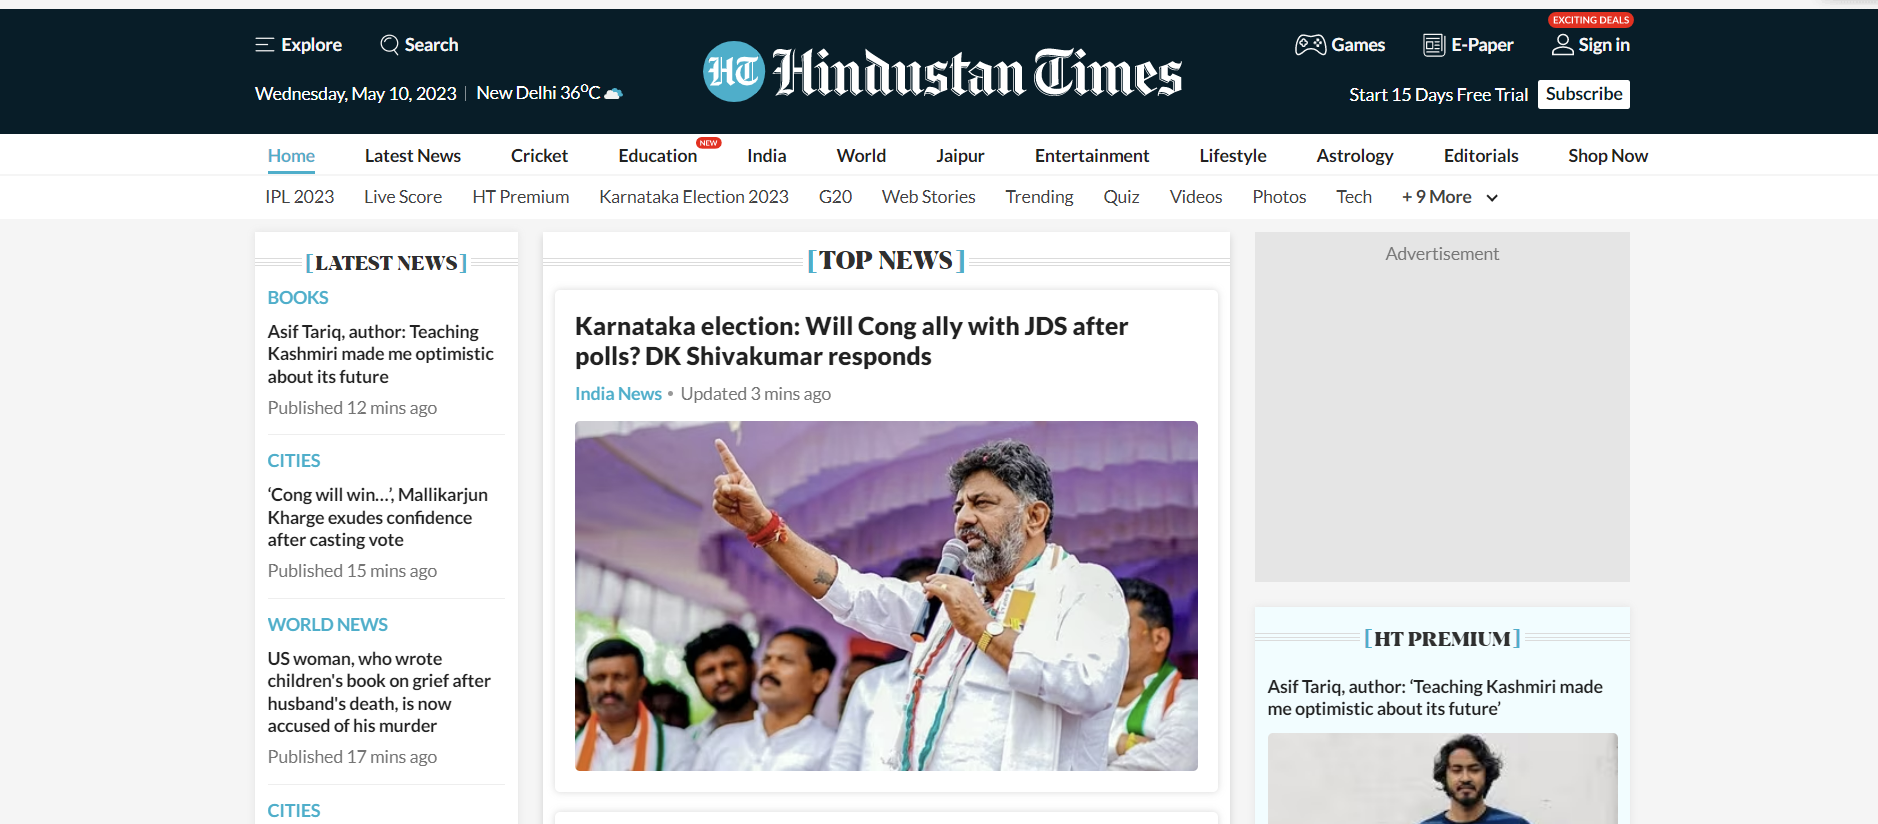 EXCITING DEALS
Explore Search
HT Hindustan Times
Games E-Paper Sign in
Wednesday, May 10, 2023 | New Delhi 36°C
Start 15 Days Free Trial Subscribe
NEW
Home Latest News Cricket Education India World Jaipur Entertainment Lifestyle Astrology Editorials Shop Now
IPL 2023 Live Score HT Premium Karnataka Election 2023 G20 Web Stories Trending Quiz Videos Photos Tech + 9 More
[LATEST NEWS]
BOOKS
Asif Tariq, author: Teaching
Kashmiri made me optimistic
about its future
Published 12 mins ago
CITIES
‘Cong will win...’, Mallikarjun
Kharge exudes confidence
after casting vote
Published 15 mins ago
WORLD NEWS
US woman, who wrote
children's book on grief after
husband's death, is now
accused of his murder
Published 17 mins ago
CITIES
[TOP NEWS]
Karnataka election: Will Cong ally with JDS after
polls? DK Shivakumar responds
India News • Updated 3 mins ago
Advertisement
[HT PREMIUM]
Asif Tariq, author: ‘Teaching Kashmiri made
me optimistic about its future’